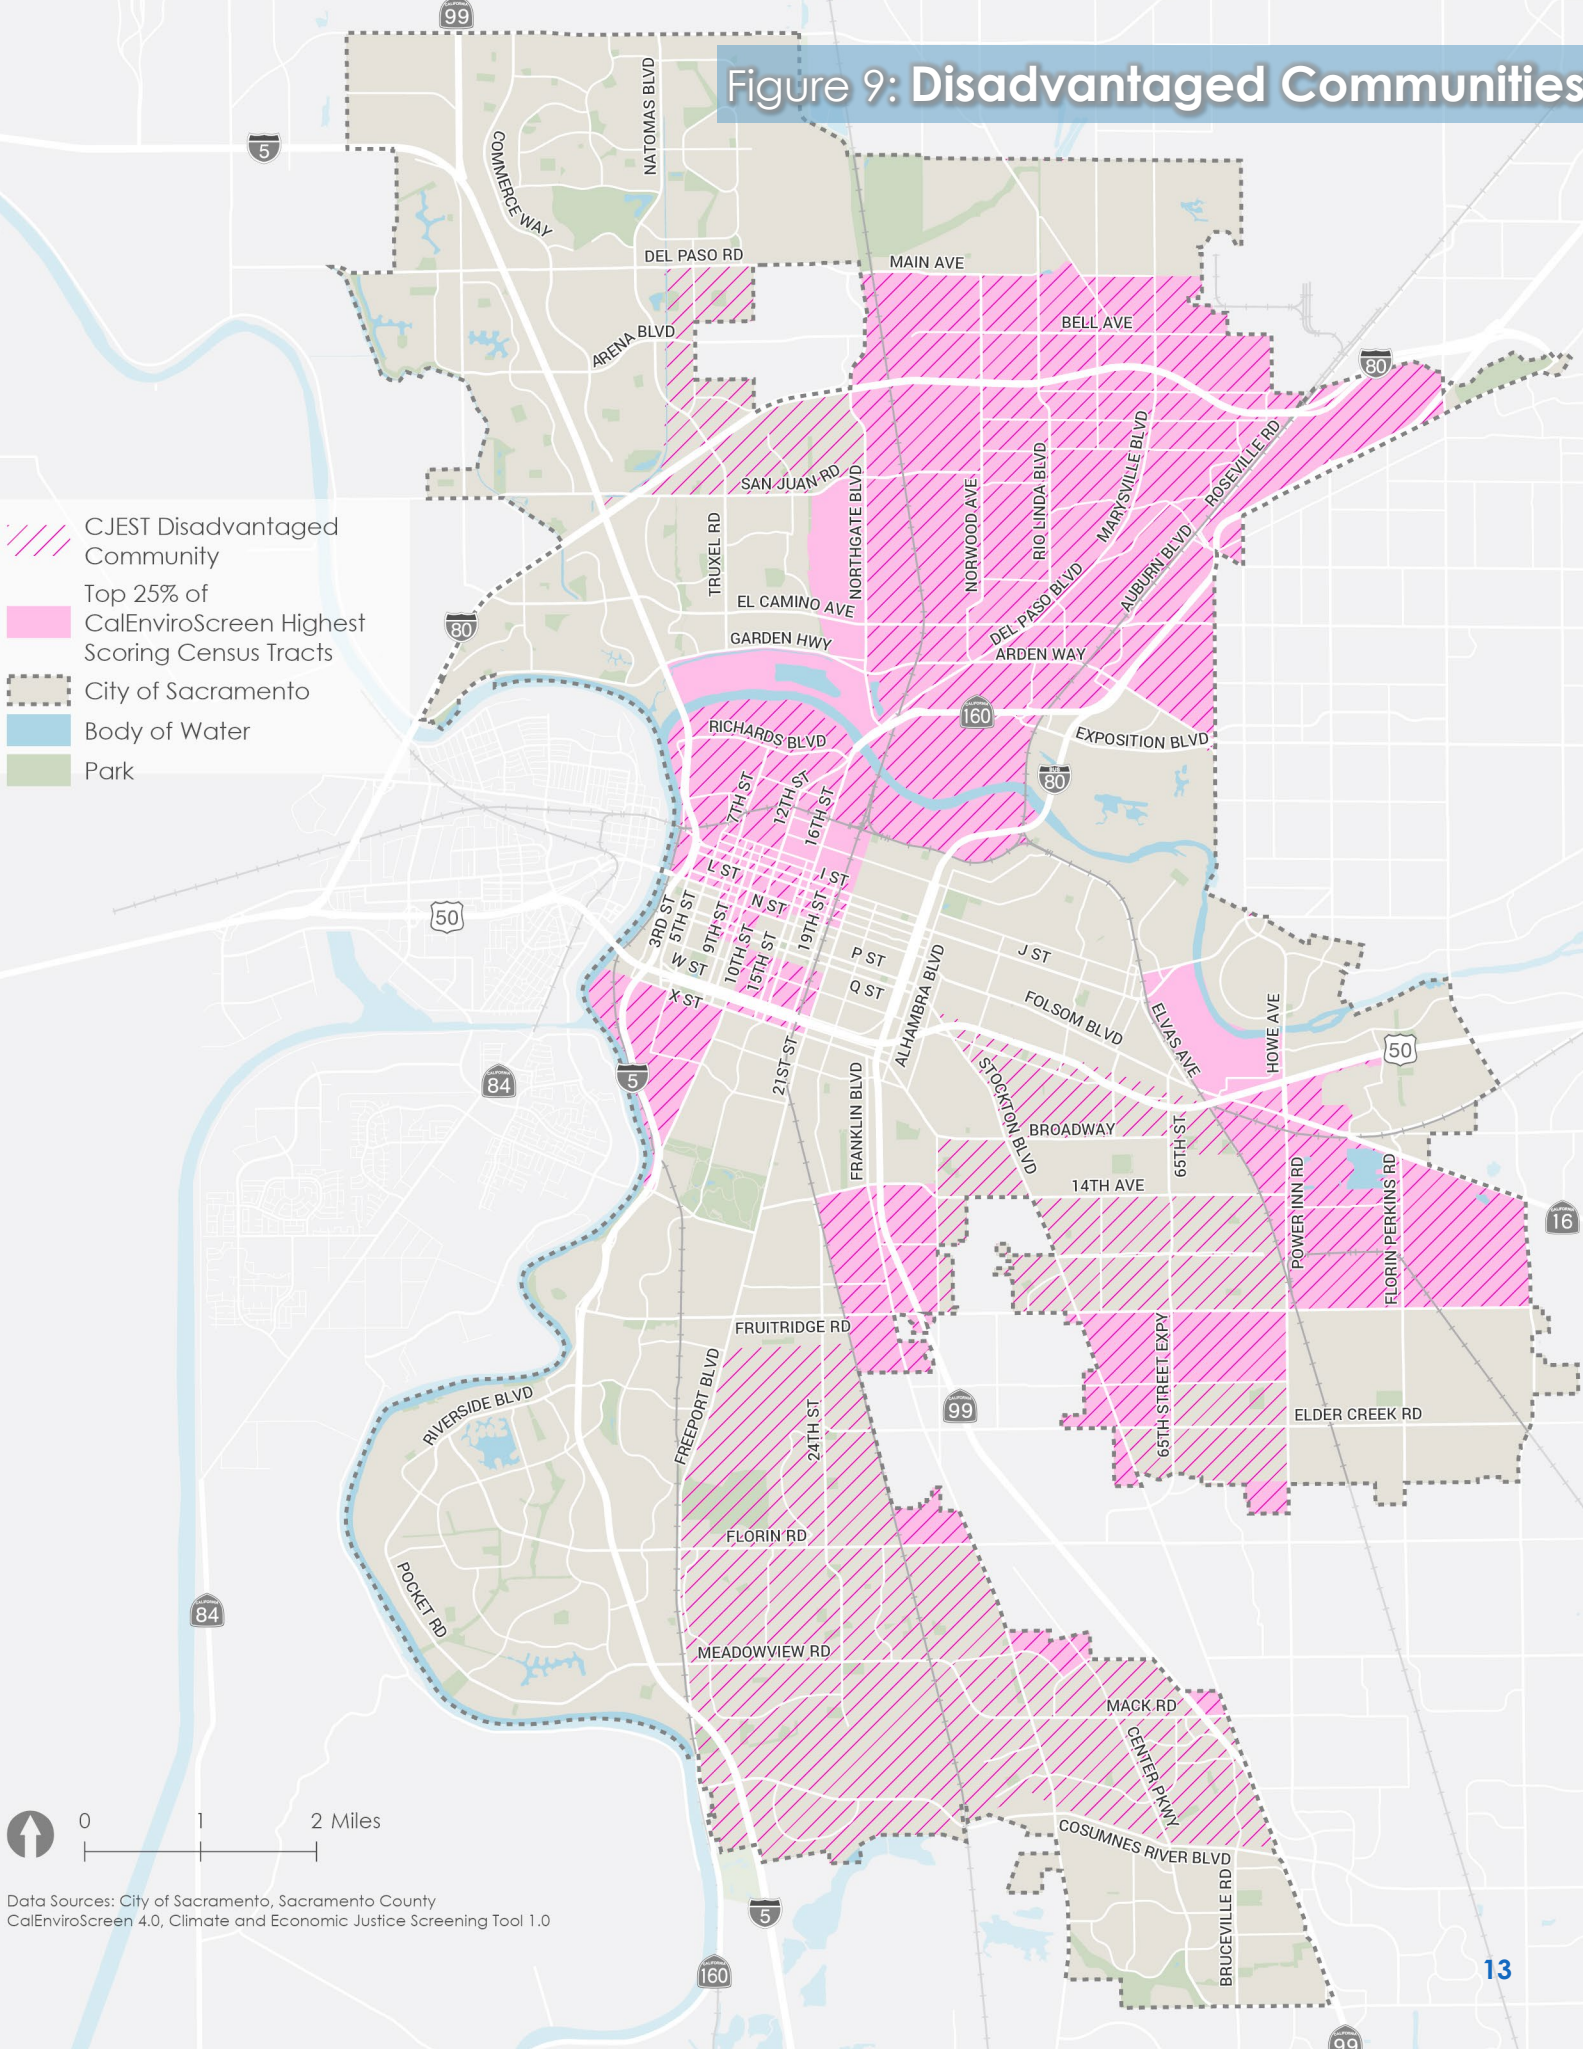 CALIFORNIA
99
Figure 9: Disadvantaged Communities
5
NATOMAS BLVD
COMMERCE WAY
DEL PASO RD
MAIN AVE
BELL AVE
ARENA BLVD
80
SAN JUAN RD
NORTHGATE BLVD
NORWOOD AVE
RIO LINDA BLVD
MARYSVILLE BLVD
ROSEVILLE RD
TRUXEL RD
AUBURN BLVD
DEL PASO BLVD
EL CAMINO AVE
GARDEN HWY
ARDEN WAY
CJEST Disadvantaged
Community
Top 25% of
CalEnviroScreen Highest
Scoring Census Tracts
City of Sacramento
Body of Water
Park
80
CALIFORNIA
160
RICHARDS BLVD
EXPOSITION BLVD
BUS
80
7TH ST
12TH ST
16TH ST
L ST
I ST
N ST
3RD ST
5TH ST
9TH ST
10TH ST
15TH ST
19TH ST
50
W ST
X ST
P ST
Q ST
J ST
ALHAMBRA BLVD
FOLSOM BLVD
ELVAS AVE
HOWE AVE
50
CALIFORNIA
84
5
21ST ST
FRANKLIN BLVD
STOCKTON BLVD
BROADWAY
65TH ST
14TH AVE
POWER INN RD
FLORIN PERKINS RD
CALIFORNIA
16
FRUITRIDGE RD
65TH STREET EXPY
RIVERSIDE BLVD
FREEPORT BLVD
24TH ST
CALIFORNIA
99
ELDER CREEK RD
FLORIN RD
POCKET RD
CALIFORNIA
84
MEADOWVIEW RD
MACK RD
CENTER PKWY
COSUMNES RIVER BLVD
BRUCEVILLE RD
0 1 2 Miles
Data Sources: City of Sacramento, Sacramento County
CalEnviroScreen 4.0, Climate and Economic Justice Screening Tool 1.0
5
CALIFORNIA
160
13
CALIFORNIA
99